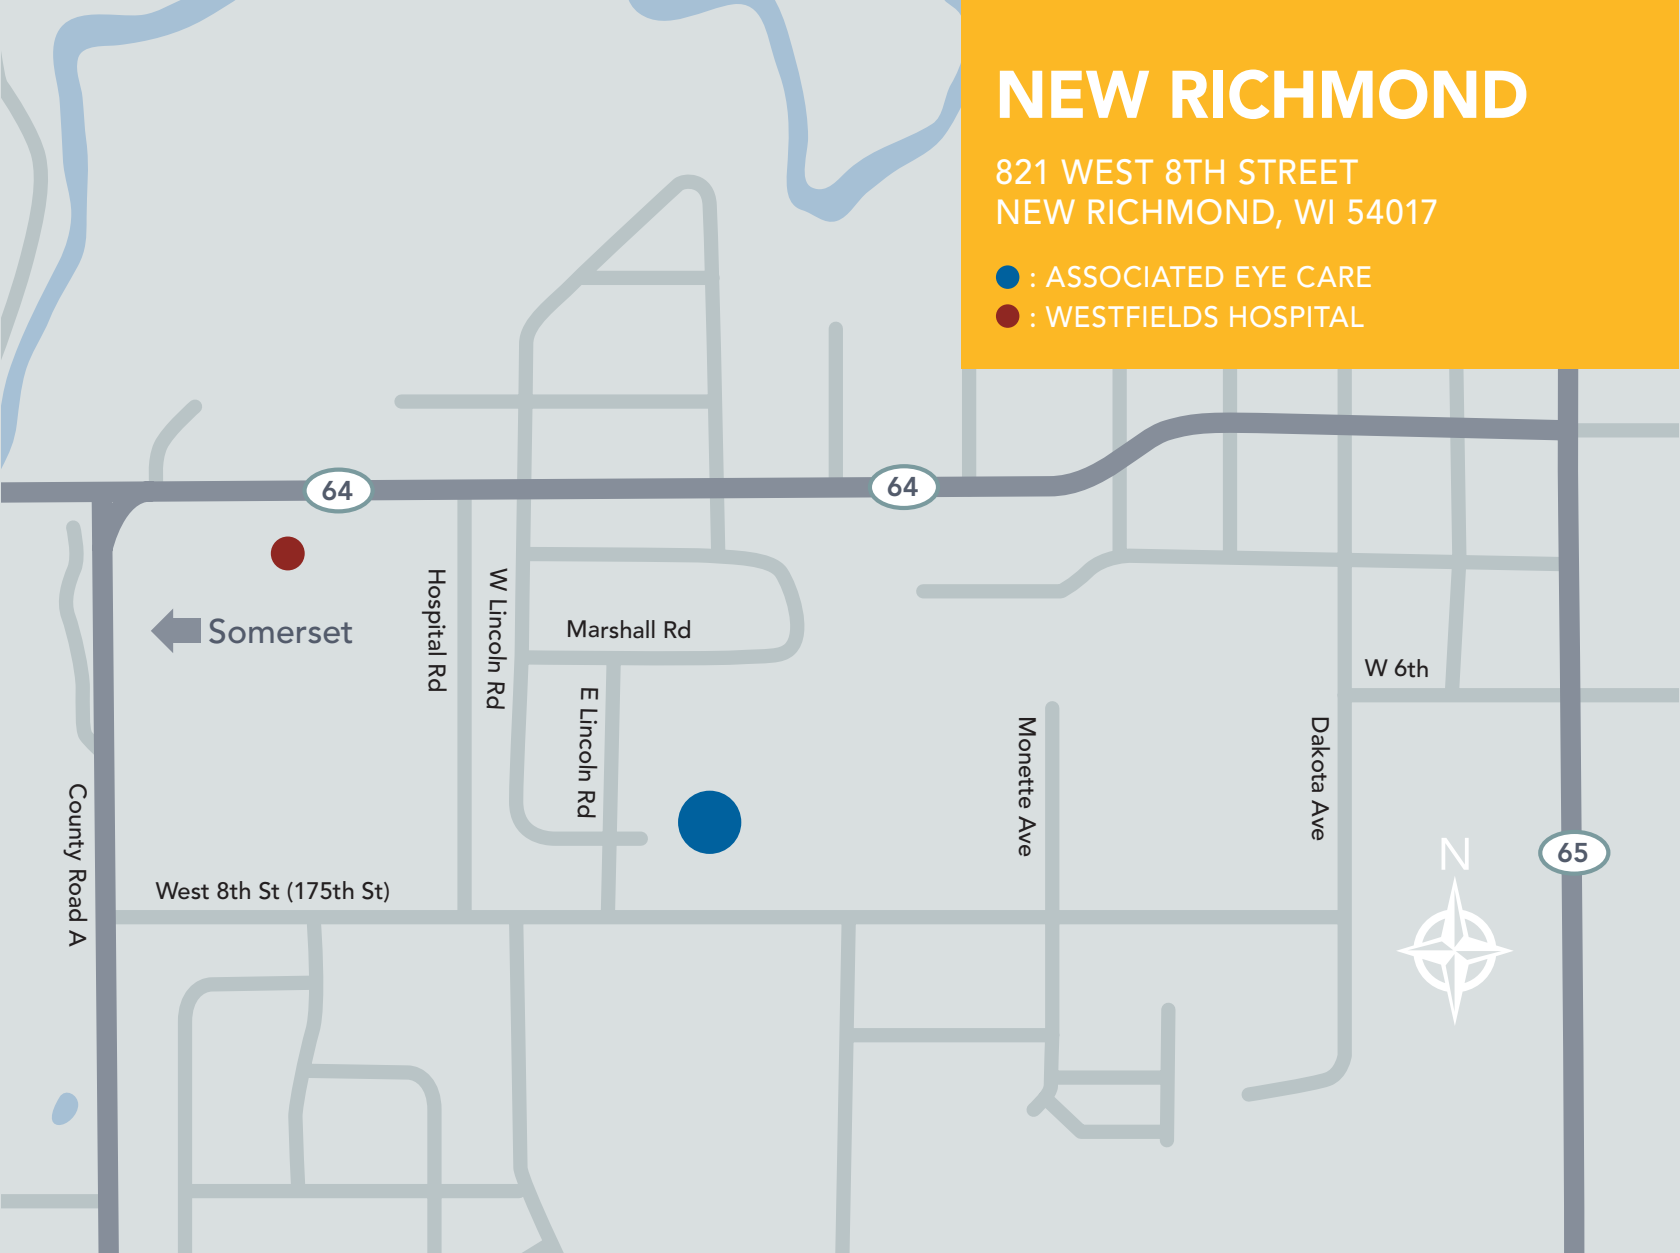 NEW RICHMOND
821 WEST 8TH STREET
NEW RICHMOND, WI 54017
: ASSOCIATED EYE CARE
: WESTFIELDS HOSPITAL
64
64
Somerset
Hospital Rd
W Lincoln Rd
Marshall Rd
E Lincoln Rd
W 6th
Monette Ave
Dakota Ave
County Road A
West 8th St (175th St)
N
65